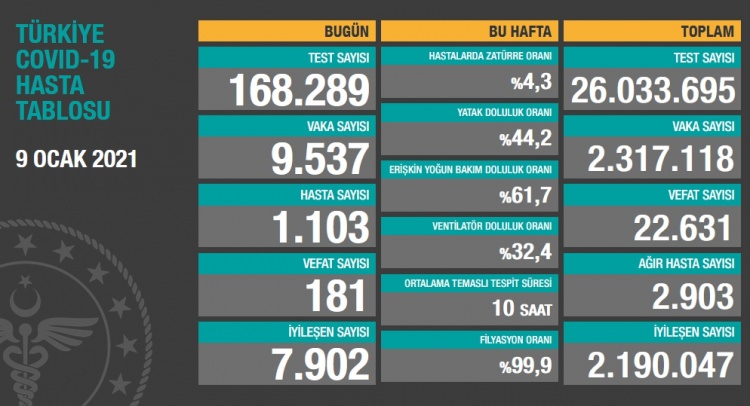 TÜRKİYE
COVID-19
HASTA
TABLOSU
9 OCAK 2021
BUGÜN
TEST SAYISI
168.289
VAKA SAYISI
9.537
HASTA SAYISI
1.103
VEFAT SAYISI
181
İYİLEŞEN SAYISI
7.902
BU HAFTA
HASTALARDA ZATÜRRE ORANI
%4,3
YATAK DOLULUK ORANI
%44,2
ERİŞKİN YOĞUN BAKIM DOLULUK ORANI
%61,7
VENTİLATÖR DOLULUK ORANI
%32,4
ORTALAMA TEMASLI TESPİT SÜRESİ
10 SAAT
FİLYASYON ORANI
%99,9
TOPLAM
TEST SAYISI
26.033.695
VAKA SAYISI
2.317.118
VEFAT SAYISI
22.631
AĞIR HASTA SAYISI
2.903
İYİLEŞEN SAYISI
2.190.047